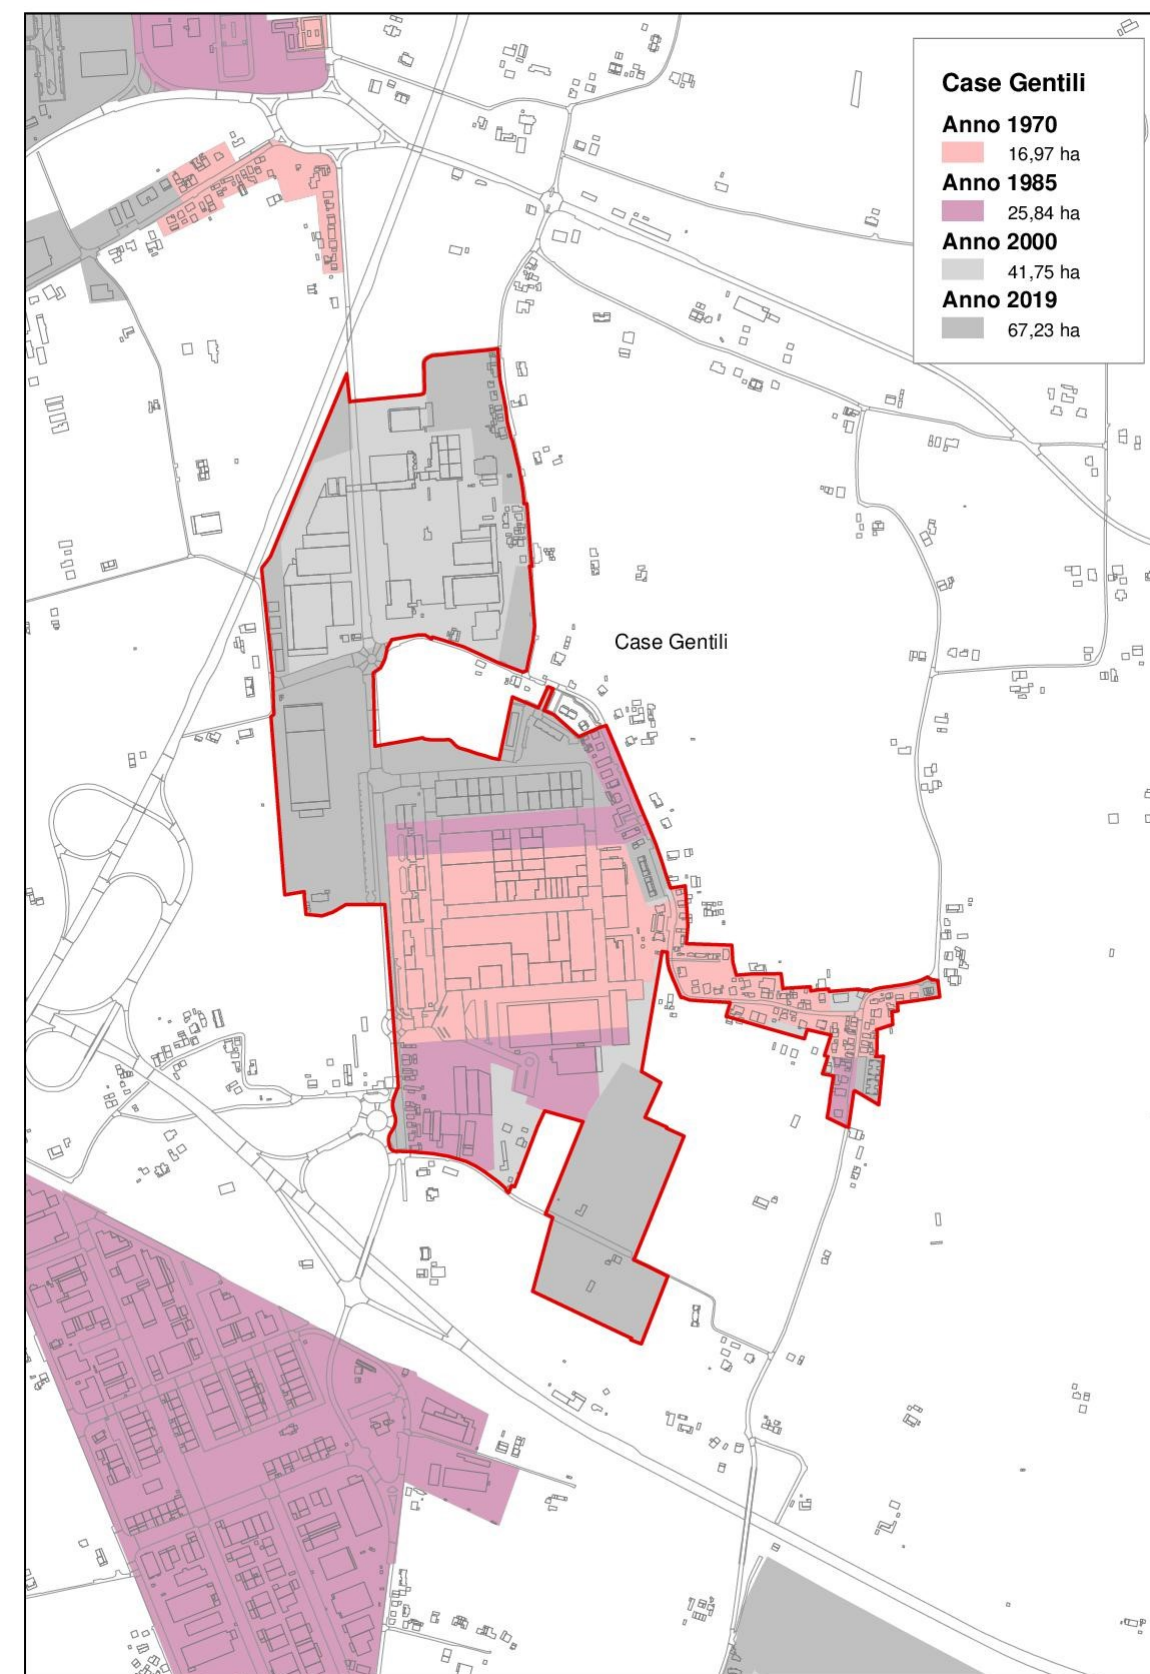 Case Gentili
Anno 1970
16,97 ha
Anno 1985
25,84 ha
Anno 2000
41,75 ha
Anno 2019
67,23 ha
Case Gentili